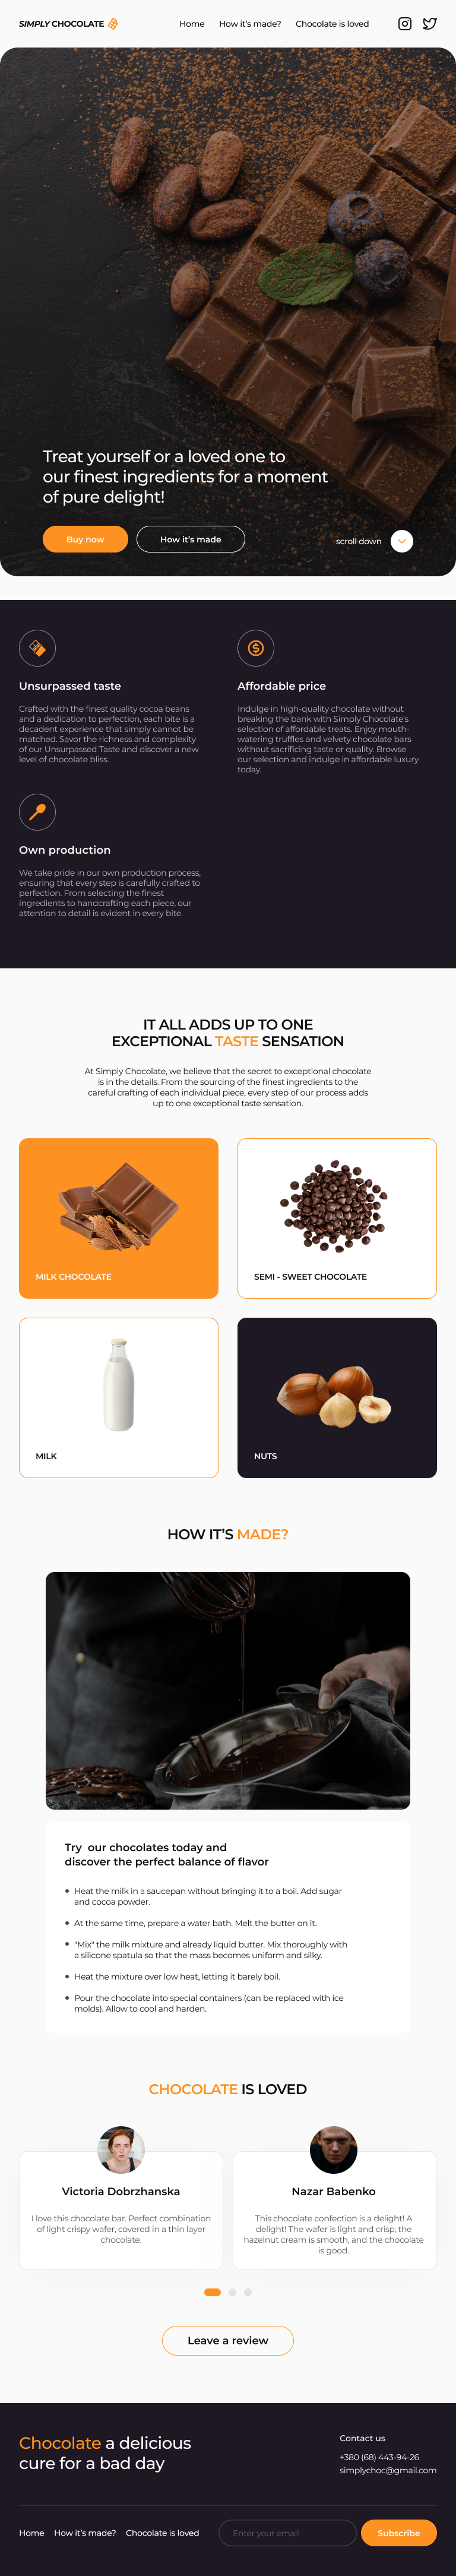 SIMPLY CHOCOLATE
Home How it's made? Chocolate is loved
Treat yourself or a loved one to
our finest ingredients for a moment
of pure delight!
Buy now How it's made scroll down
Unsurpassed taste
Crafted with the finest quality cocoa beans
and a dedication to perfection, each bite is a
decadent experience that simply cannot be
matched. Savor the richness and complexity
of our Unsurpassed Taste and discover a new
level of chocolate bliss.
Affordable price
Indulge in high-quality chocolate without
breaking the bank with Simply Chocolate's
selection of affordable treats. Enjoy mouth-
watering truffles and velvety chocolate bars
without sacrificing taste or quality. Browse
our selection and indulge in affordable luxury
today.
Own production
We take pride in our own production process,
ensuring that every step is carefully crafted to
perfection. From selecting the finest
ingredients to handcrafting each piece, our
attention to detail is evident in every bite.
IT ALL ADDS UP TO ONE
EXCEPTIONAL TASTE SENSATION
At Simply Chocolate, we believe that the secret to exceptional chocolate
is in the details. From the sourcing of the finest ingredients to the
careful crafting of each individual piece, every step of our process adds
up to one exceptional taste sensation.
MILK CHOCOLATE
SEMI - SWEET CHOCOLATE
MILK
NUTS
HOW IT'S MADE?
Try our chocolates today and
discover the perfect balance of flavor
Heat the milk in a saucepan without bringing it to a boil. Add sugar
and cocoa powder.
At the same time, prepare a water bath. Melt the butter on it.
"Mix" the milk mixture and already liquid butter. Mix thoroughly with
a silicone spatula so that the mass becomes uniform and silky.
Heat the mixture over low heat, letting it barely boil.
Pour the chocolate into special containers (can be replaced with ice
molds). Allow to cool and harden.
CHOCOLATE IS LOVED
Victoria Dobrzhanska
I love this chocolate bar. Perfect combination
of light crispy wafer, covered in a thin layer
chocolate.
Nazar Babenko
This chocolate confection is a delight! A
delight! The wafer is light and crisp, the
hazelnut cream is smooth, and the chocolate
is good.
Leave a review
Chocolate a delicious
cure for a bad day
Contact us
+380 (68) 443-94-26
simplychoc@gmail.com
Home How it's made? Chocolate is loved
Enter your email
Subscribe